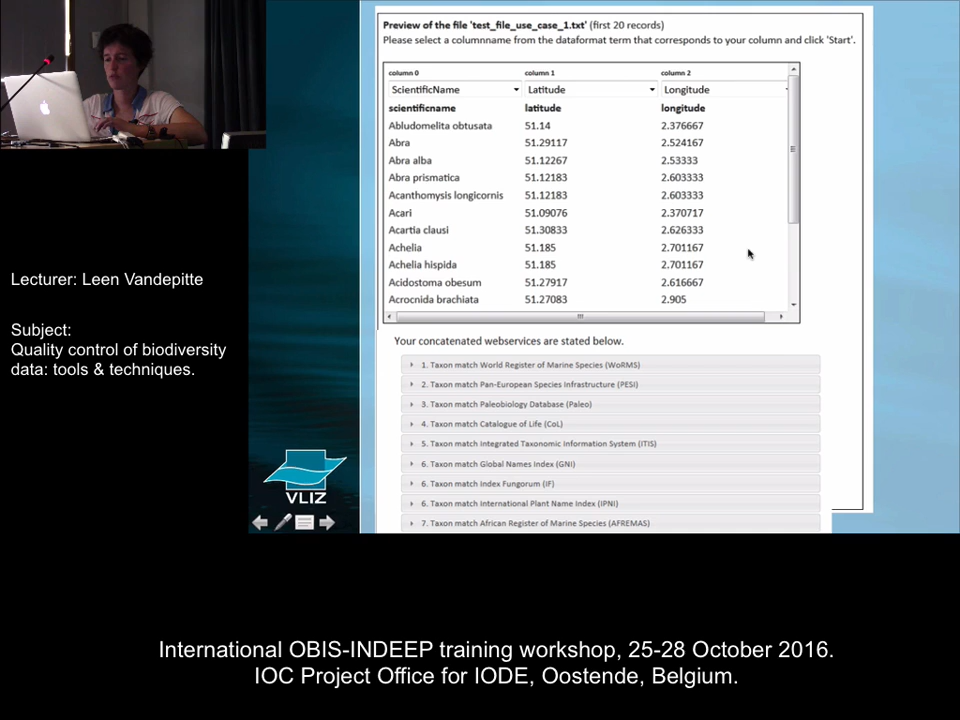 Preview of the file 'test_file_use_case_1.txt' (first 20 records)
Please select a columnname from the dataformat term that corresponds to your column and click 'Start'.
column 0 column 1 column 2
ScientificName Latitude Longitude
scientificname latitude longitude
Abludomelita obtusata 51.14 2.376667
Abra 51.29117 2.524167
Abra alba 51.12267 2.53333
Abra prismatica 51.12183 2.603333
Acanthomysis longicornis 51.12183 2.603333
Acari 51.09076 2.370717
Acartia clausi 51.30833 2.626333
Achelia 51.185 2.701167
Achelia hispida 51.185 2.701167
Acidostoma obesum 51.27917 2.616667
Acrocnida brachiata 51.27083 2.905
Your concatenated webservices are stated below.
1. Taxon match World Register of Marine Species (WoRMS)
2. Taxon match Pan-European Species Infrastructure (PESI)
3. Taxon match Paleobiology Database (Paleo)
4. Taxon match Catalogue of Life (CoL)
5. Taxon match Integrated Taxonomic Information System (ITIS)
6. Taxon match Global Names Index (GNI)
6. Taxon match Index Fungorum (IF)
6. Taxon match International Plant Name Index (IPNI)
7. Taxon match African Register of Marine Species (AFREMAS)
Lecturer: Leen Vandepitte
Subject:
Quality control of biodiversity
data: tools & techniques.
VLIZ
International OBIS-INDEEP training workshop, 25-28 October 2016.
IOC Project Office for IODE, Oostende, Belgium.